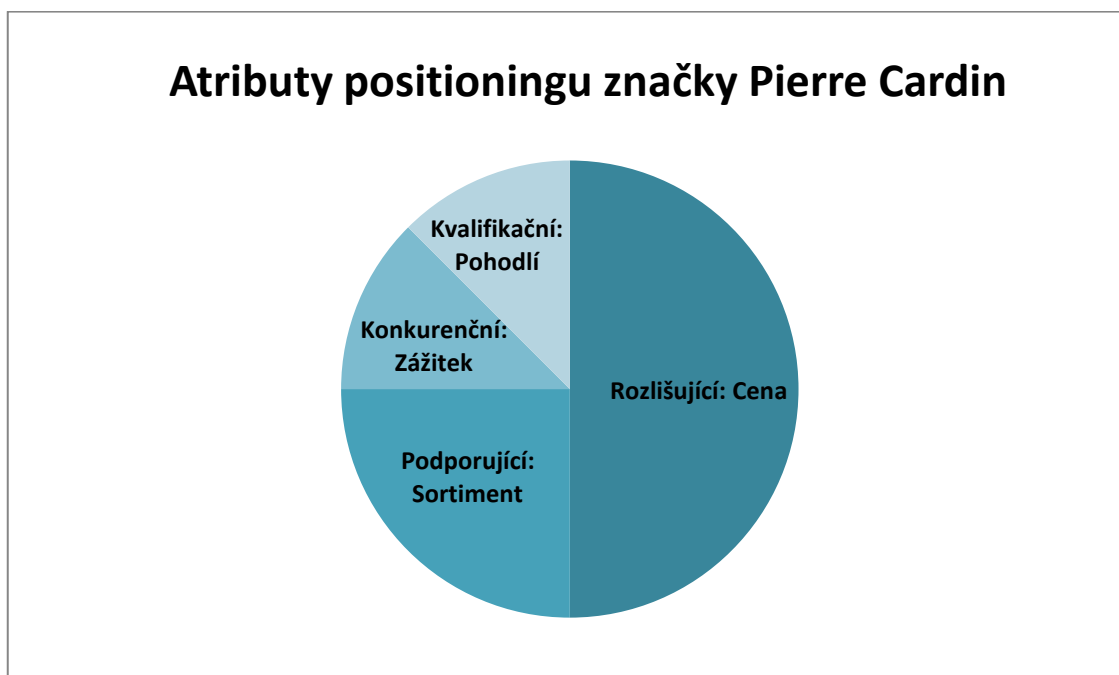 Atributy positioningu značky Pierre Cardin
Kvalifikační:
Pohodlí
Konkurenční:
Zážitek
Rozlišující: Cena
Podporující:
Sortiment